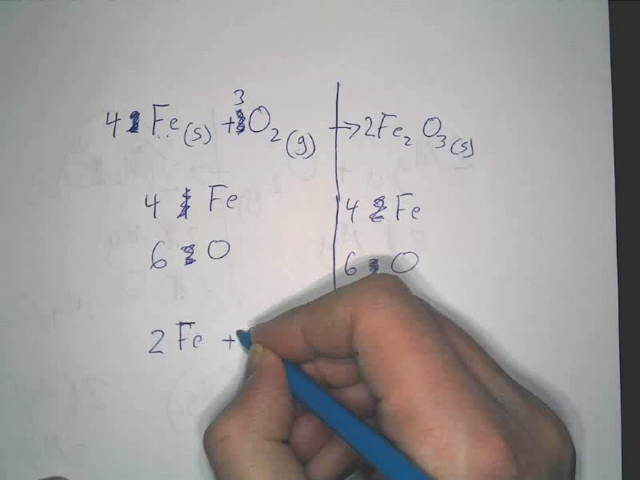 4 Fe(s) + 3 O2(g) → 2Fe2O3(s)
4 Fe 4 Fe
6 O 6 O
2 Fe +